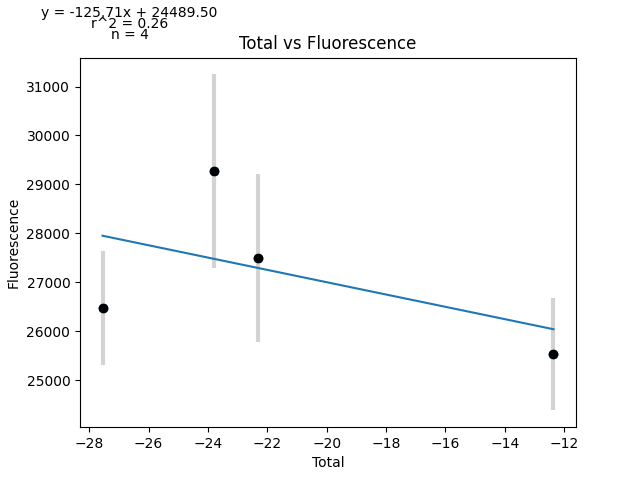 y = -125.71x + 24489.50
r^2 = 0.26
n = 4
Total vs Fluorescence
31000
30000
29000
28000
27000
26000
25000
Fluorescence
−28 −26 −24 −22 −20 −18 −16 −14 −12
Total